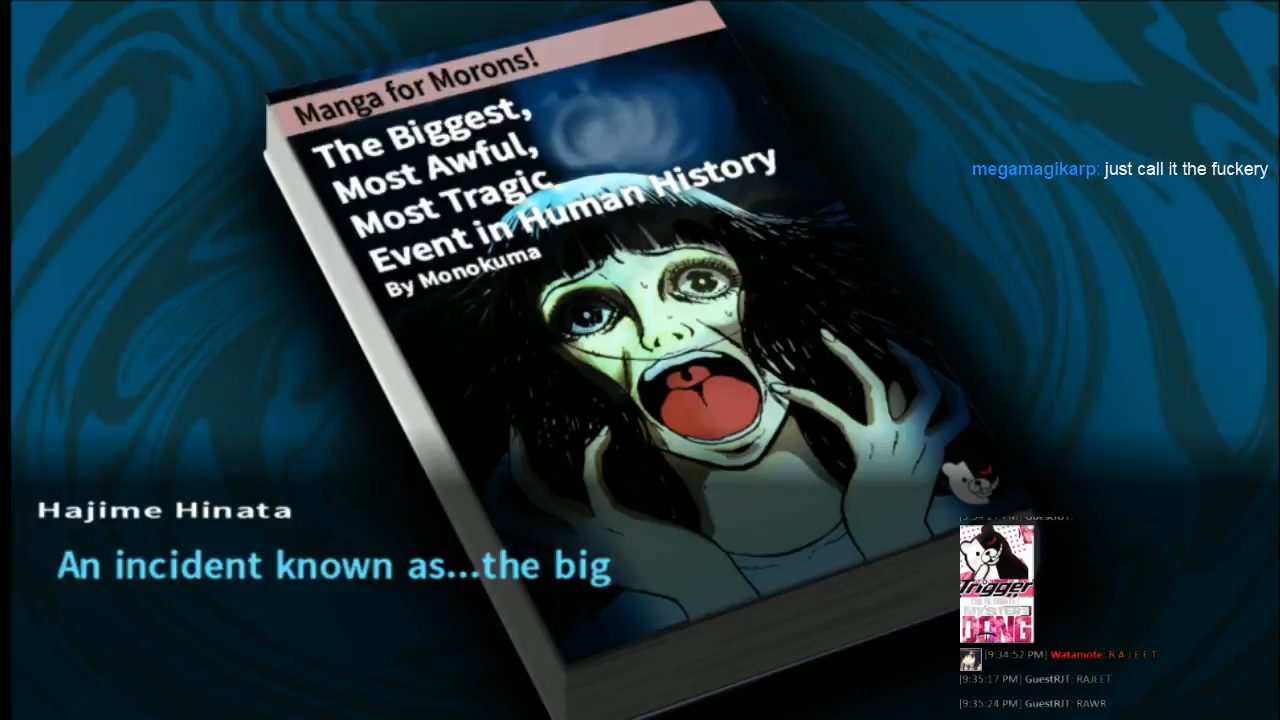 Manga for Morons!
The Biggest,
Most Awful,
Most Tragic
Event in Human History
By Monokuma
megamagikarp: just call it the fuckery
Hajime Hinata
An incident known as...the big
Trigger
MYSTERY
DONG
[9:34:52 PM] Watamote: R A J E E T
[9:35:17 PM] GuestRJT: RAJEET
[9:35:24 PM] GuestRJT: RAWR